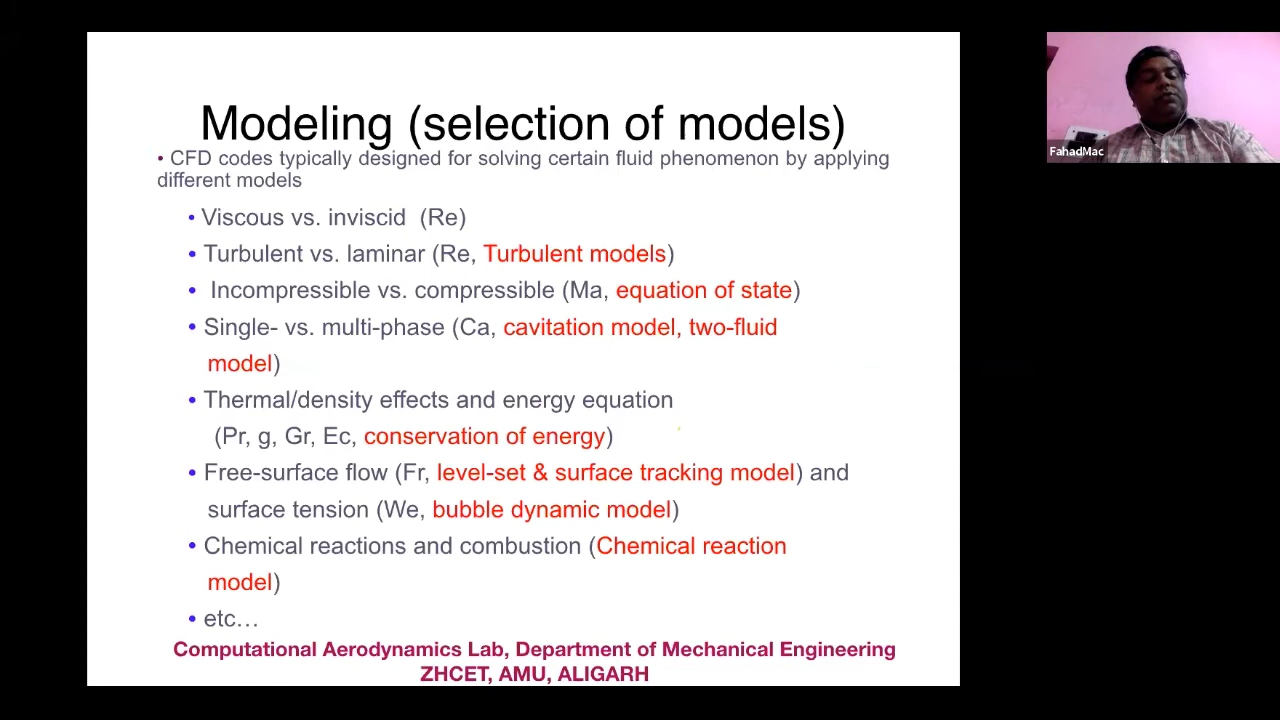 Modeling (selection of models)
• CFD codes typically designed for solving certain fluid phenomenon by applying
different models
• Viscous vs. inviscid (Re)
• Turbulent vs. laminar (Re, Turbulent models)
• Incompressible vs. compressible (Ma, equation of state)
• Single- vs. multi-phase (Ca, cavitation model, two-fluid
model)
• Thermal/density effects and energy equation
(Pr, g, Gr, Ec, conservation of energy)
• Free-surface flow (Fr, level-set & surface tracking model) and
surface tension (We, bubble dynamic model)
• Chemical reactions and combustion (Chemical reaction
model)
• etc…
Computational Aerodynamics Lab, Department of Mechanical Engineering
ZHCET, AMU, ALIGARH
FahadMac